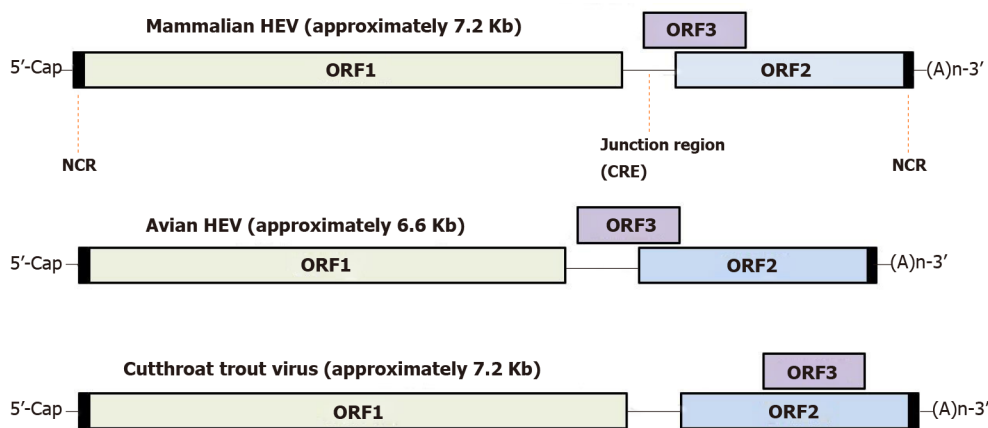 Mammalian HEV (approximately 7.2 Kb)
ORF3
5′-Cap
ORF1
ORF2
(A)n-3′
NCR
Junction region
(CRE)
NCR
Avian HEV (approximately 6.6 Kb)
ORF3
5′-Cap
ORF1
ORF2
(A)n-3′
Cutthroat trout virus (approximately 7.2 Kb)
ORF3
5′-Cap
ORF1
ORF2
(A)n-3′